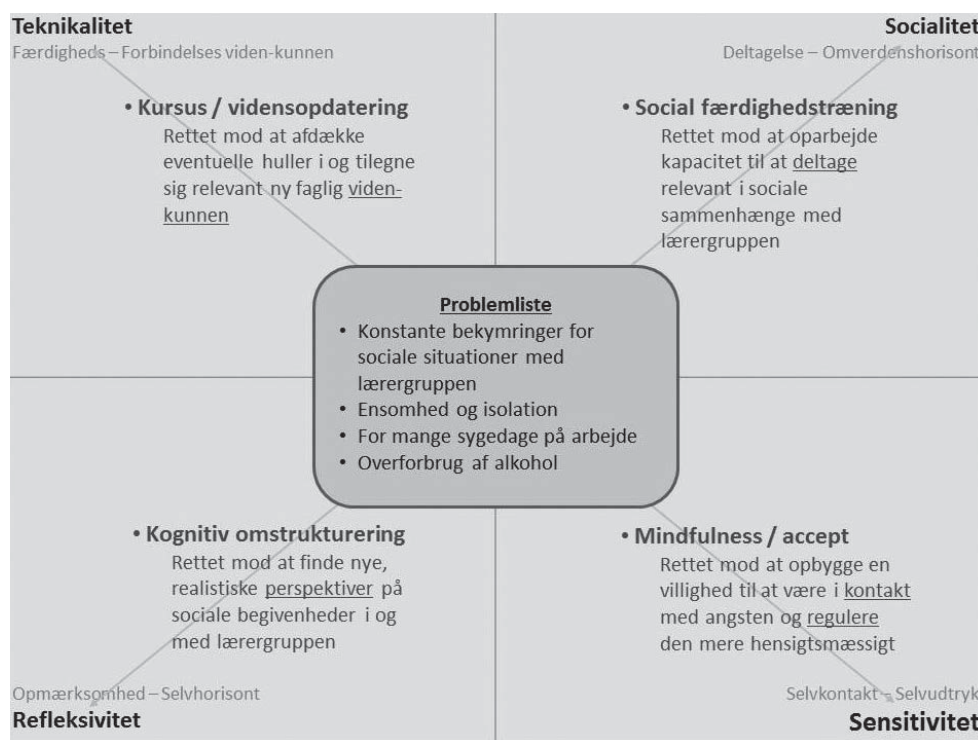 Teknikalitet
Færdigheds – Forbindelses viden-kunnen
• Kursus / vidensopdatering
Rettet mod at afdække
eventuelle huller i og tilegne
sig relevant ny faglig viden-
kunnen
Socialitet
Deltagelse – Omverdenshorisont
• Social færdighedstræning
Rettet mod at oparbejde
kapacitet til at deltage
relevant i sociale
sammenhænge med
lærergruppen
Problemliste
• Konstante bekymringer for
sociale situationer med
lærergruppen
• Ensomhed og isolation
• For mange sygedage på arbejde
• Overforbrug af alkohol
• Kognitiv omstrukturering
Rettet mod at finde nye,
realistiske perspektiver på
sociale begivenheder i og
med lærergruppen
Opmærksomhed – Selvhorisont
Refleksivitet
• Mindfulness / accept
Rettet mod at opbygge en
villighed til at være i kontakt
med angsten og regulere
den mere hensigtsmæssigt
Selvkontakt – Selvudtryk
Sensitivitet